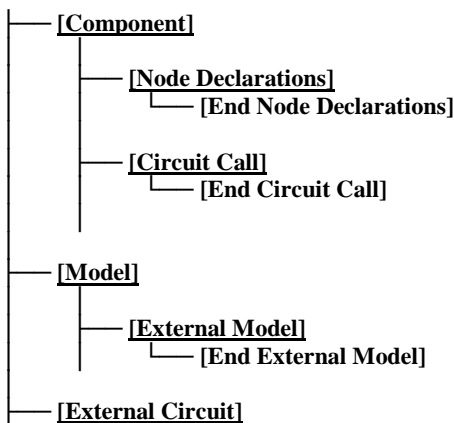 [Component]
[Node Declarations]
[End Node Declarations]
[Circuit Call]
[End Circuit Call]
[Model]
[External Model]
[End External Model]
[External Circuit]